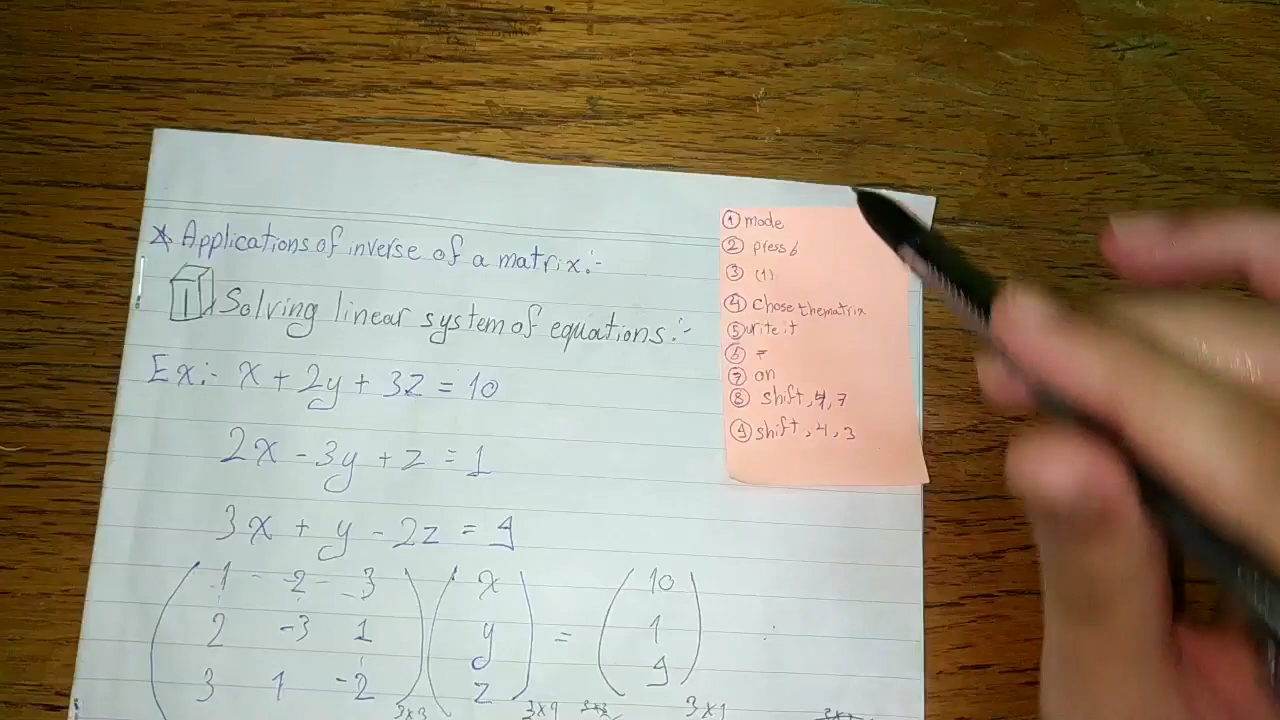 * Applications of inverse of a matrix:-
1 Solving linear system of equations:-
Ex:- x + 2y + 3z = 10
2x - 3y + z = 1
3x + y - 2z = 9
1 2 3 x 10
2 -3 1 y = 1
3 1 -2 z 9
3x3 3x1
① mode
② press 6
③ (1)
④ chose the matrix
⑤ write it
⑥ =
⑦ on
⑧ shift, 4, 7
⑨ shift, 4, 3